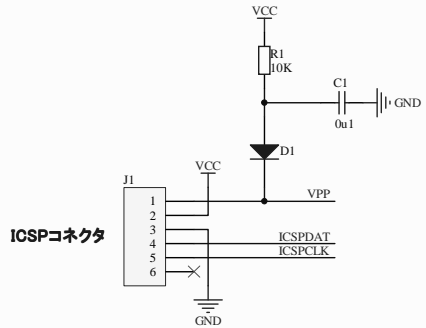 VCC
R1
10K
C1
GND
0u1
D1
VCC
J1
1
VPP
2
3
ICSPコネクタ
4
ICSPDAT
5
ICSPCLK
6
GND